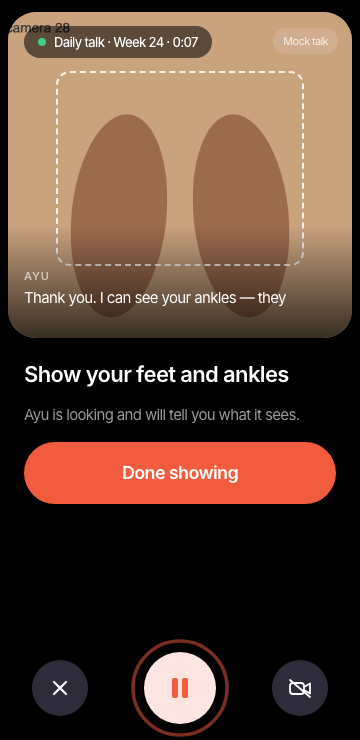 camera 28
Daily talk · Week 24 · 0:07
Mock talk
AYU
Thank you. I can see your ankles — they
Show your feet and ankles
Ayu is looking and will tell you what it sees.
Done showing